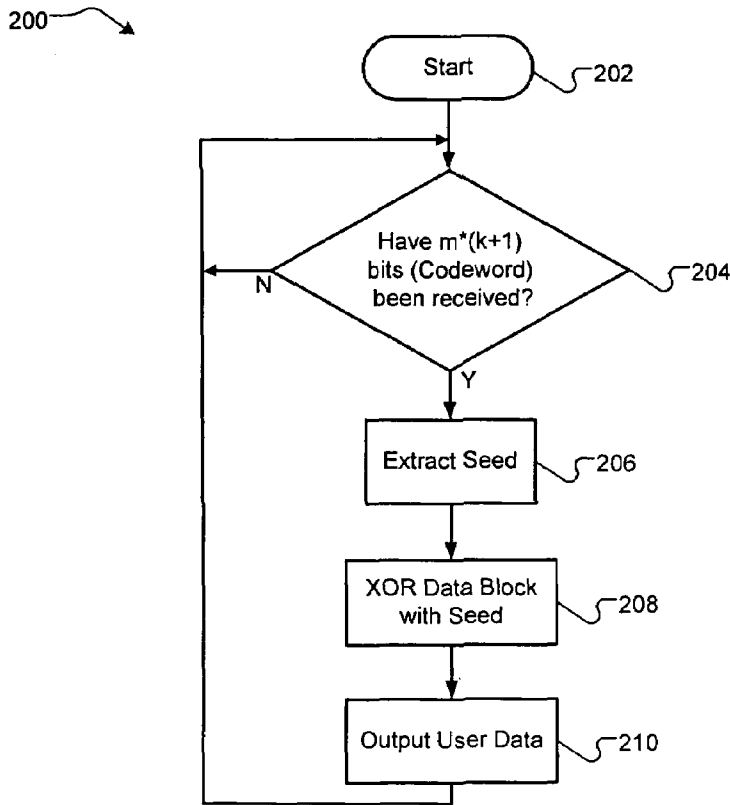 200
Start
202
Have m*(k+1)
bits (Codeword)
been received?
204
N
Y
Extract Seed
206
XOR Data Block
with Seed
208
Output User Data
210